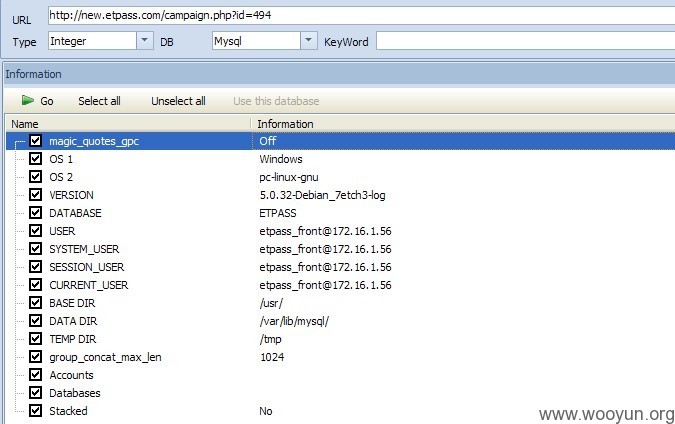 URL http://new.etpass.com/campaign.php?id=494
Type Integer DB Mysql KeyWord
Information
Go Select all Unselect all Use this database
Name Information
magic_quotes_gpc Off
OS 1 Windows
OS 2 pc-linux-gnu
VERSION 5.0.32-Debian_7etch3-log
DATABASE ETPASS
USER etpass_front@172.16.1.56
SYSTEM_USER etpass_front@172.16.1.56
SESSION_USER etpass_front@172.16.1.56
CURRENT_USER etpass_front@172.16.1.56
BASE DIR /usr/
DATA DIR /var/lib/mysql/
TEMP DIR /tmp
group_concat_max_len 1024
Accounts
Databases
Stacked No
www.wooyun.org